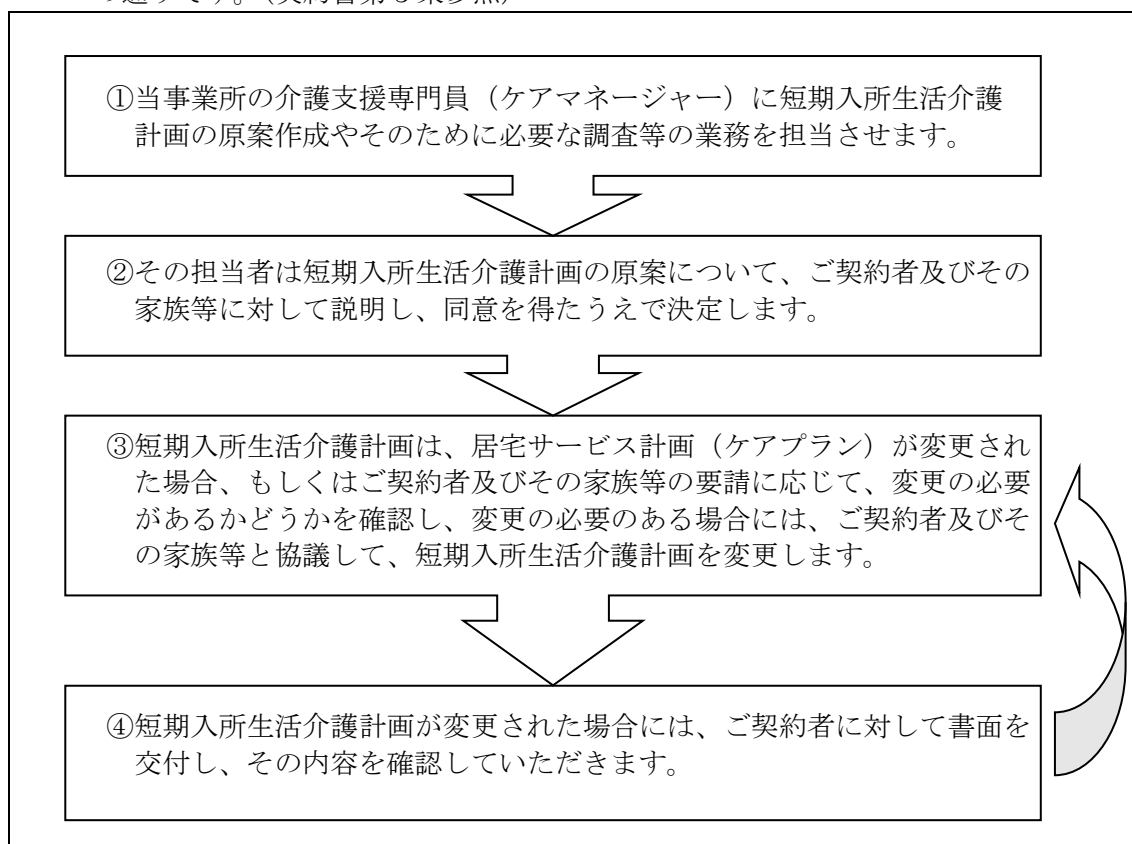 ①当事業所の介護支援専門員（ケアマネージャー）に短期入所生活介護
計画の原案作成やそのために必要な調査等の業務を担当させます。
②その担当者は短期入所生活介護計画の原案について、ご契約者及びその
家族等に対して説明し、同意を得たうえで決定します。
③短期入所生活介護計画は、居宅サービス計画（ケアプラン）が変更され
た場合、もしくはご契約者及びその家族等の要請に応じて、変更の必要
があるかどうかを確認し、変更の必要のある場合には、ご契約者及びそ
の家族等と協議して、短期入所生活介護計画を変更します。
④短期入所生活介護計画が変更された場合には、ご契約者に対して書面を
交付し、その内容を確認していただきます。